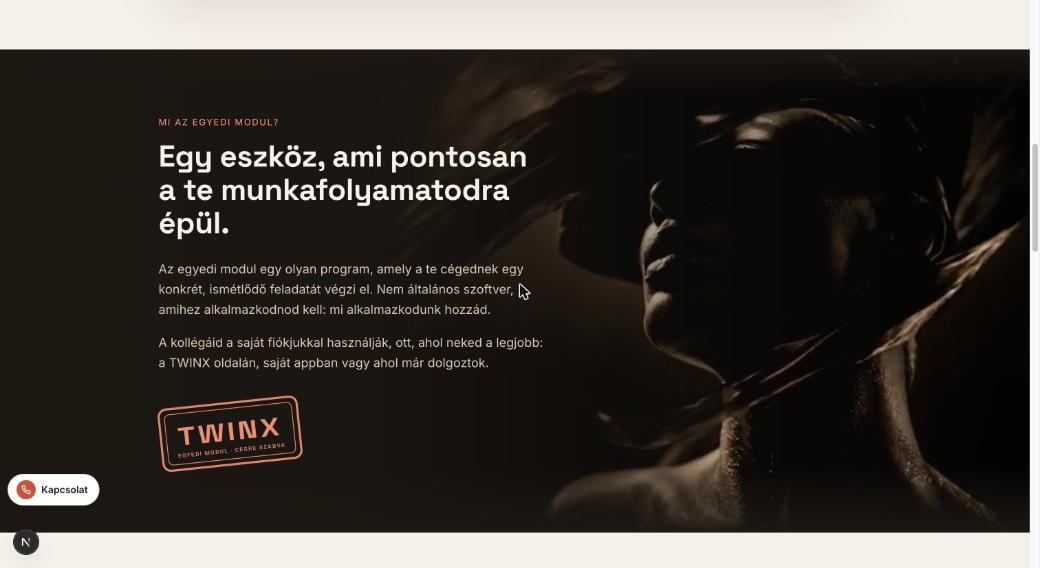 MI AZ EGYEDI MODUL?
Egy eszköz, ami pontosan
a te munkafolyamatodra
épül.
Az egyedi modul egy olyan program, amely a te cégednek egy
konkrét, ismétlődő feladatát végzi el. Nem általános szoftver,
amihez alkalmazkodnod kell: mi alkalmazkodunk hozzád.
A kollégáid a saját fiókjukkal használják, ott, ahol neked a legjobb:
a TWINX oldalán, saját appban vagy ahol már dolgoztok.
TWINX
EGYEDI MODUL · CÉGRE SZABVA
Kapcsolat
N